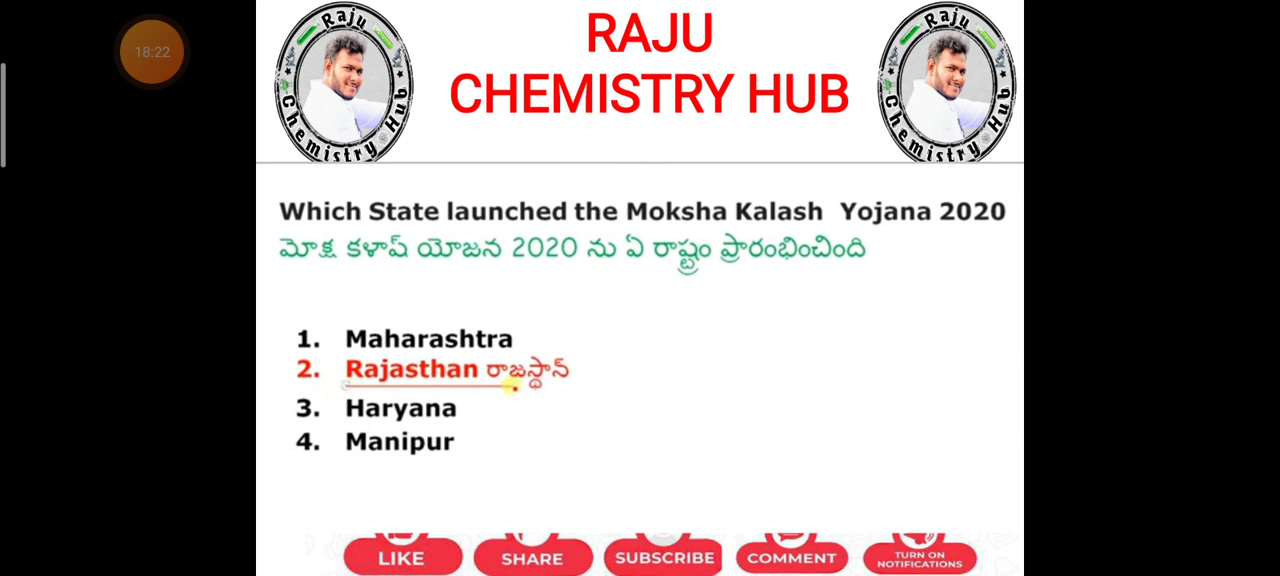 18:22
Raju
Chemistry Hub
RAJU
CHEMISTRY HUB
Raju
Chemistry Hub
Which State launched the Moksha Kalash Yojana 2020
మోక్ష కళాష్ యోజన 2020 ను ఏ రాష్ట్రం ప్రారంభించింది
1. Maharashtra
2. Rajasthan రాజస్థాన్
3. Haryana
4. Manipur
LIKE
SHARE
SUBSCRIBE
COMMENT
TURN ON
NOTIFICATIONS